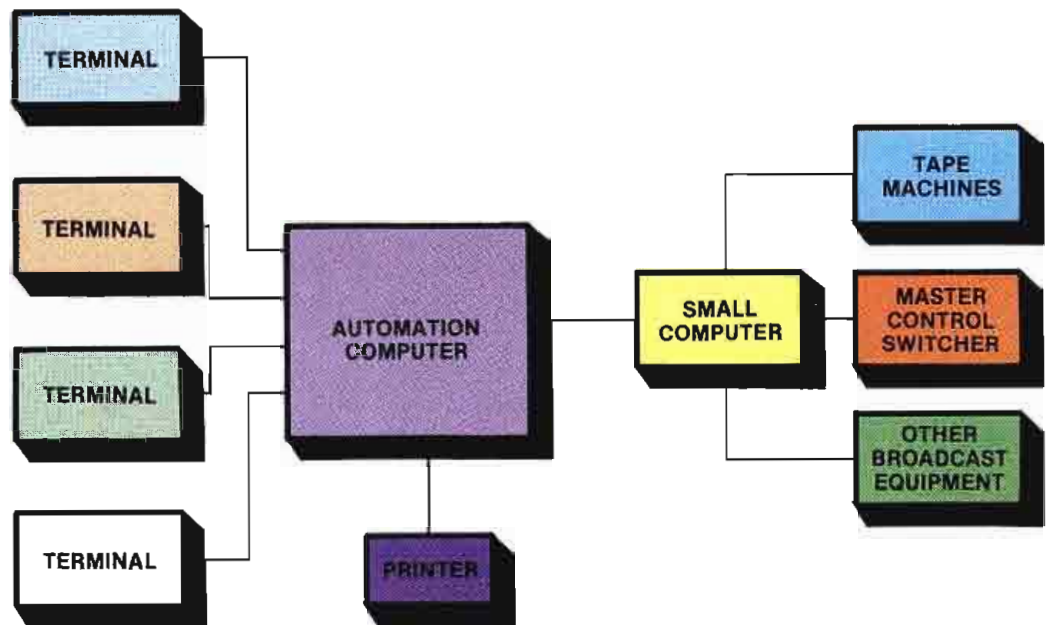 TERMINAL
TERMINAL
TERMINAL
TERMINAL
AUTOMATION
COMPUTER
PRINTER
SMALL
COMPUTER
TAPE
MACHINES
MASTER
CONTROL
SWITCHER
OTHER
BROADCAST
EQUIPMENT